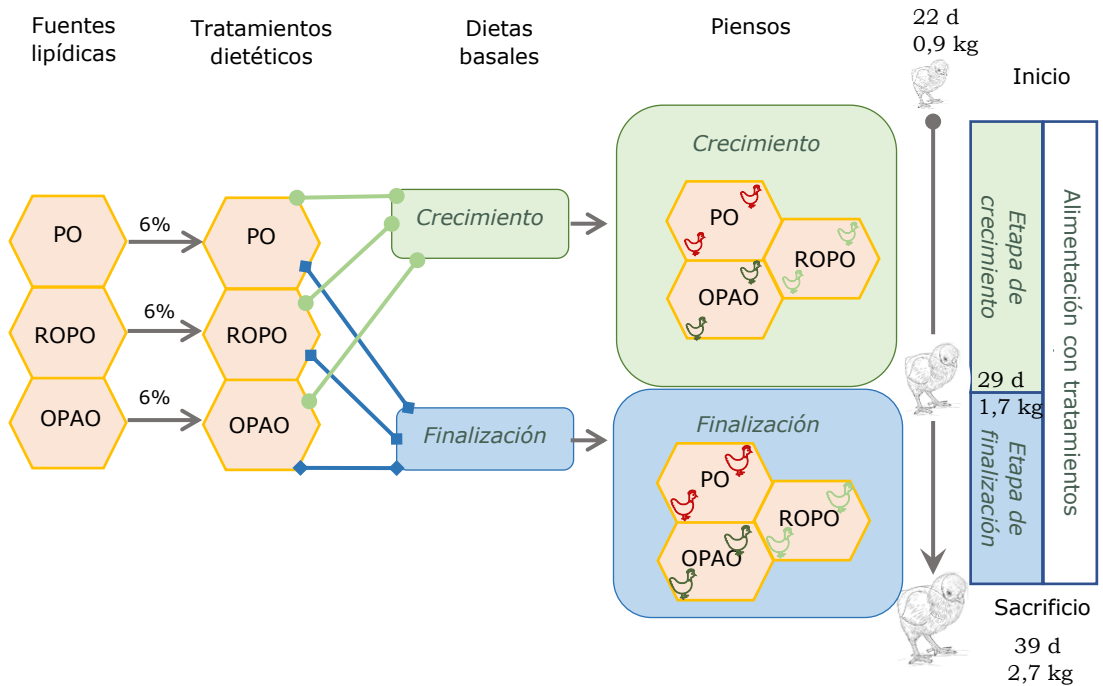 Fuentes
lipídicas
Tratamientos
dietéticos
Dietas
basales
Piensos
22 d
0,9 kg
Inicio
PO
6%
PO
ROPO
6%
ROPO
OPAO
6%
OPAO
Crecimiento
Finalización
Crecimiento
PO
ROPO
OPAO
Finalización
PO
ROPO
OPAO
29 d
1,7 kg
Etapa de
crecimiento
Etapa de
finalización
Alimentación con tratamientos
Sacrificio
39 d
2,7 kg